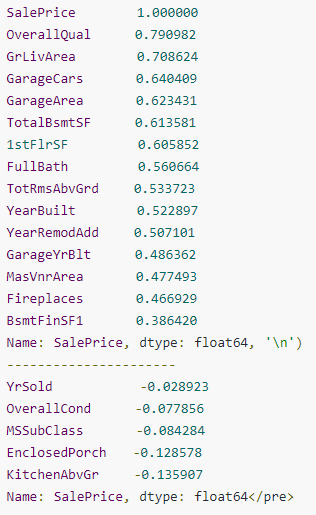 SalePrice 1.000000
OverallQual 0.790982
GrLivArea 0.708624
GarageCars 0.640409
GarageArea 0.623431
TotalBsmtSF 0.613581
1stFlrSF 0.605852
FullBath 0.560664
TotRmsAbvGrd 0.533723
YearBuilt 0.522897
YearRemodAdd 0.507101
GarageYrBlt 0.486362
MasVnrArea 0.477493
Fireplaces 0.466929
BsmtFinSF1 0.386420
Name: SalePrice, dtype: float64, '\n')
----------------------
YrSold -0.028923
OverallCond -0.077856
MSSubClass -0.084284
EnclosedPorch -0.128578
KitchenAbvGr -0.135907
Name: SalePrice, dtype: float64</pre>